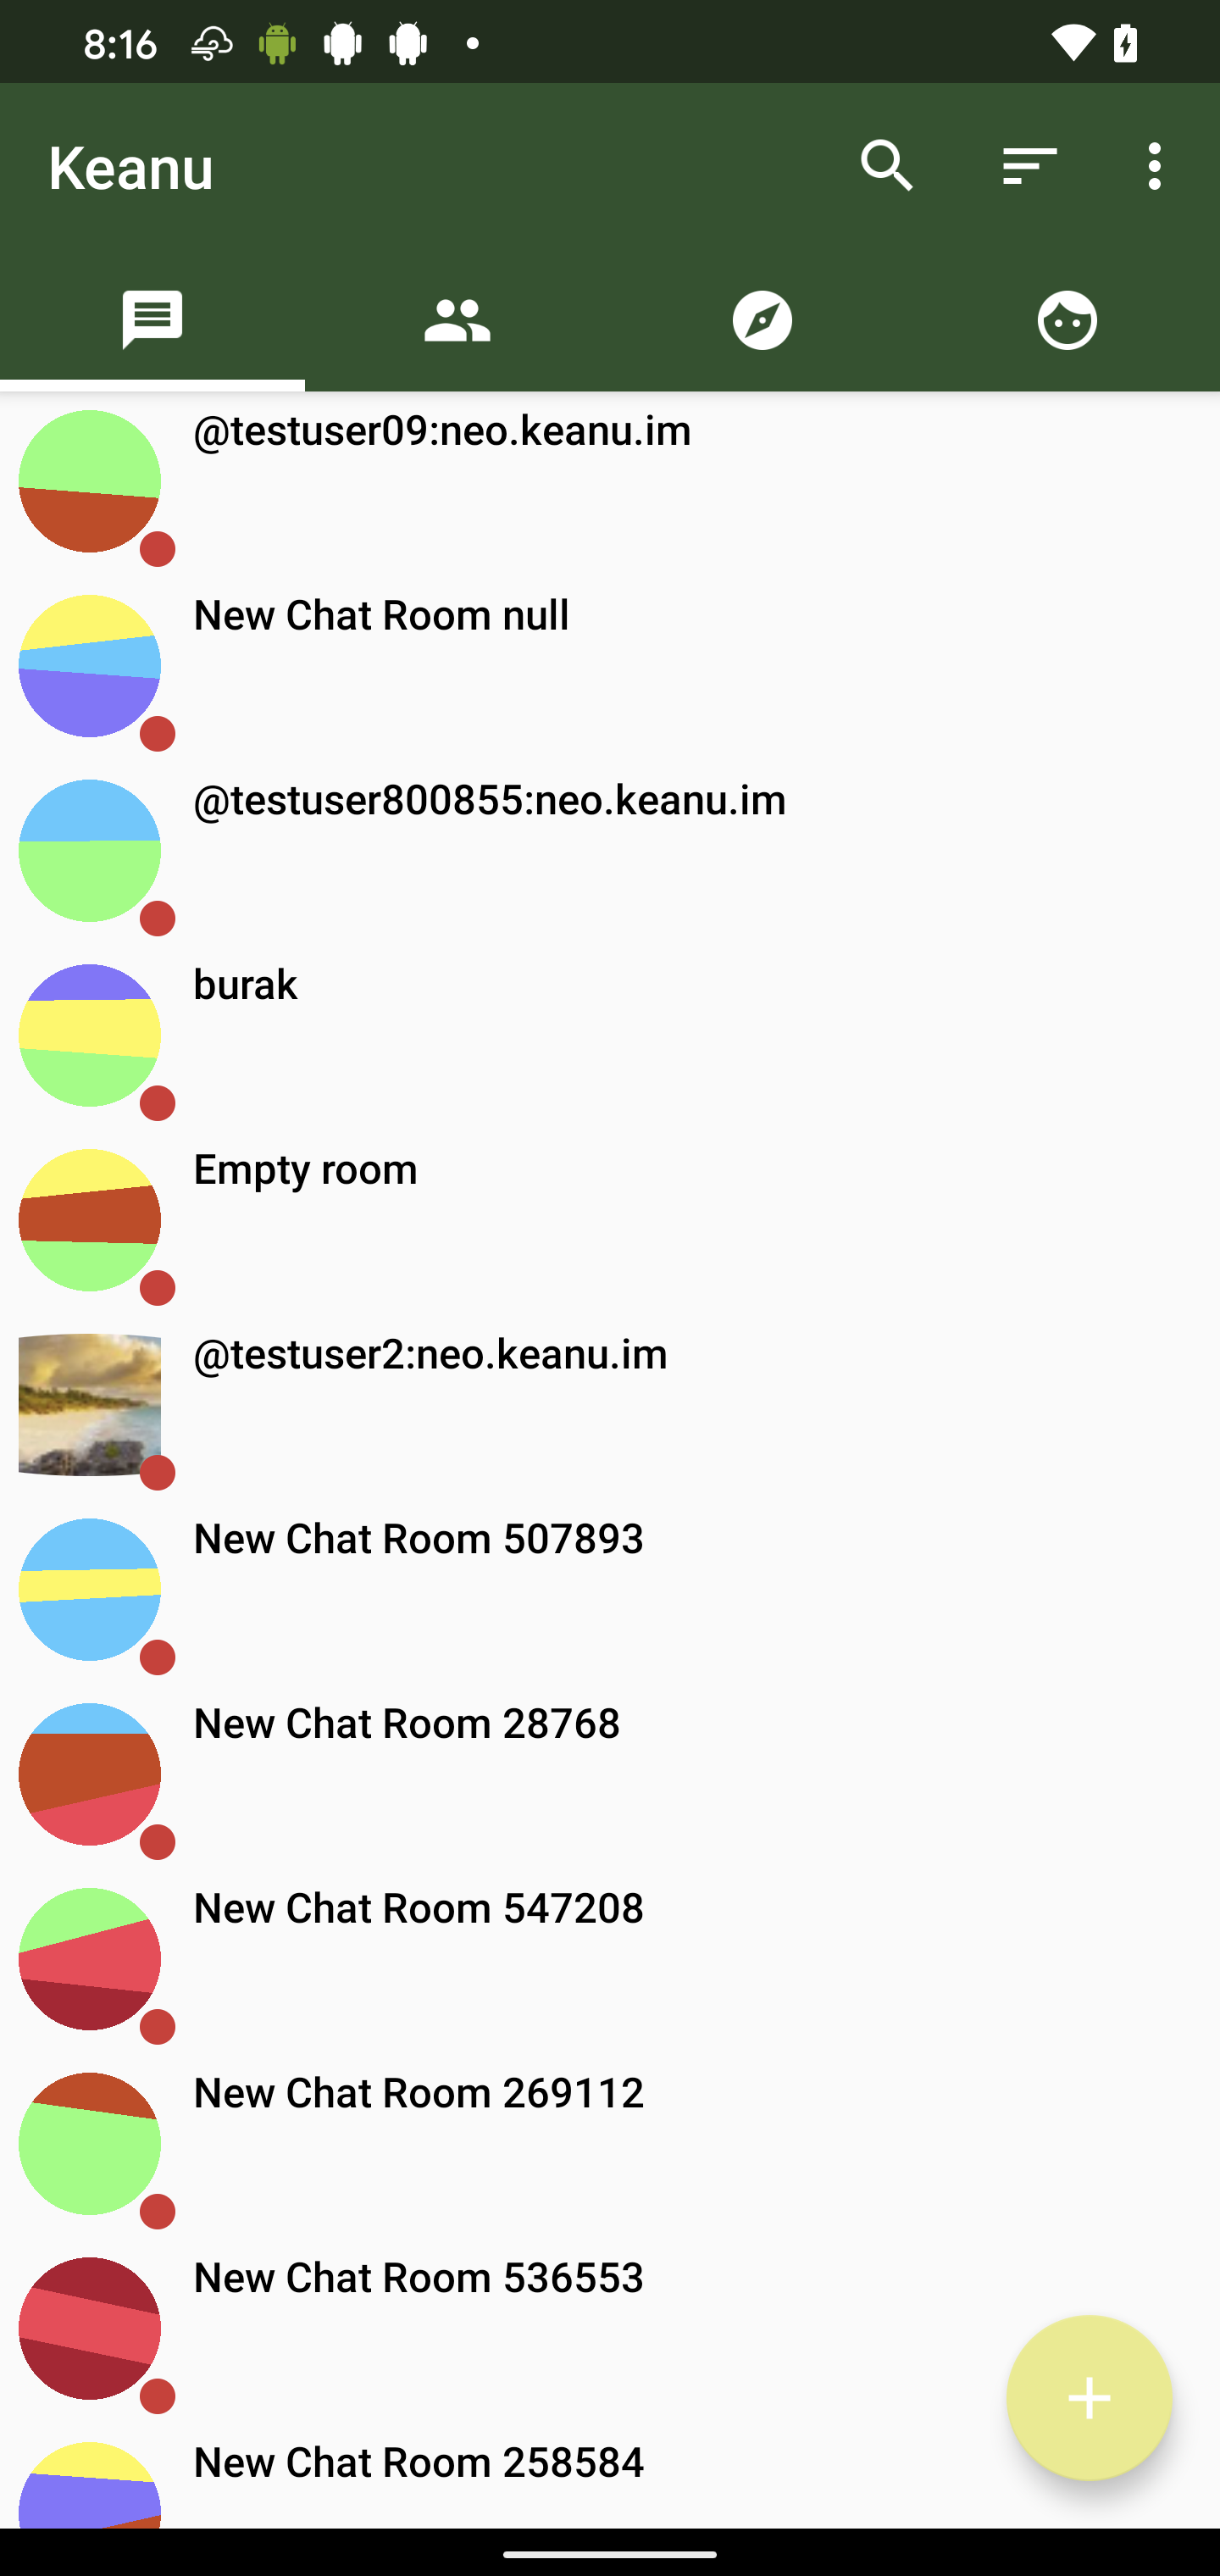 8:16
Keanu
@testuser09:neo.keanu.im
New Chat Room null
@testuser800855:neo.keanu.im
burak
Empty room
@testuser2:neo.keanu.im
New Chat Room 507893
New Chat Room 28768
New Chat Room 547208
New Chat Room 269112
New Chat Room 536553
New Chat Room 258584